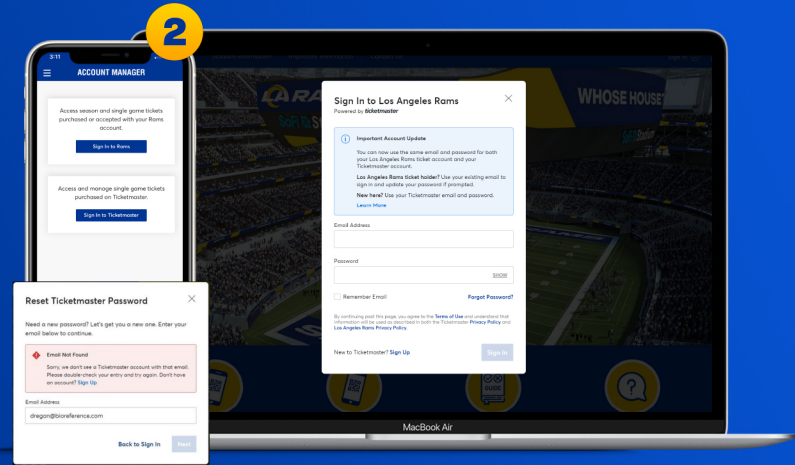 2
3:11
ACCOUNT MANAGER
Access season and single game tickets
purchased or accepted with your Rams
account.
Sign In to Rams
Access and manage single game tickets
purchased on Ticketmaster.
Sign In to Ticketmaster
Reset Ticketmaster Password
Need a new password? Let's get you a new one. Enter your
email below to continue.
Email Not Found
Sorry, we don't see a Ticketmaster account with that email.
Please double-check your entry and try again. Don't have
an account? Sign Up
Email Address
dregan@bioreference.com
Back to Sign In
Next
WHOSE HOUSE
SoFi Stadium
Sign In to Los Angeles Rams
Powered by ticketmaster
Important Account Update
You can now use the same email and password for both
your Los Angeles Rams ticket account and your
Ticketmaster account.
Los Angeles Rams ticket holder? Use your existing email to
sign in and update your password if prompted.
New here? Use your Ticketmaster email and password.
Learn More
Email Address
Password
SHOW
Remember Email
Forgot Password?
By continuing past this page, you agree to the Terms of Use and understand that
information will be used as described in both the Ticketmaster Privacy Policy and
Los Angeles Rams Privacy Policy.
New to Ticketmaster? Sign Up
Sign In
GUIDE
MacBook Air